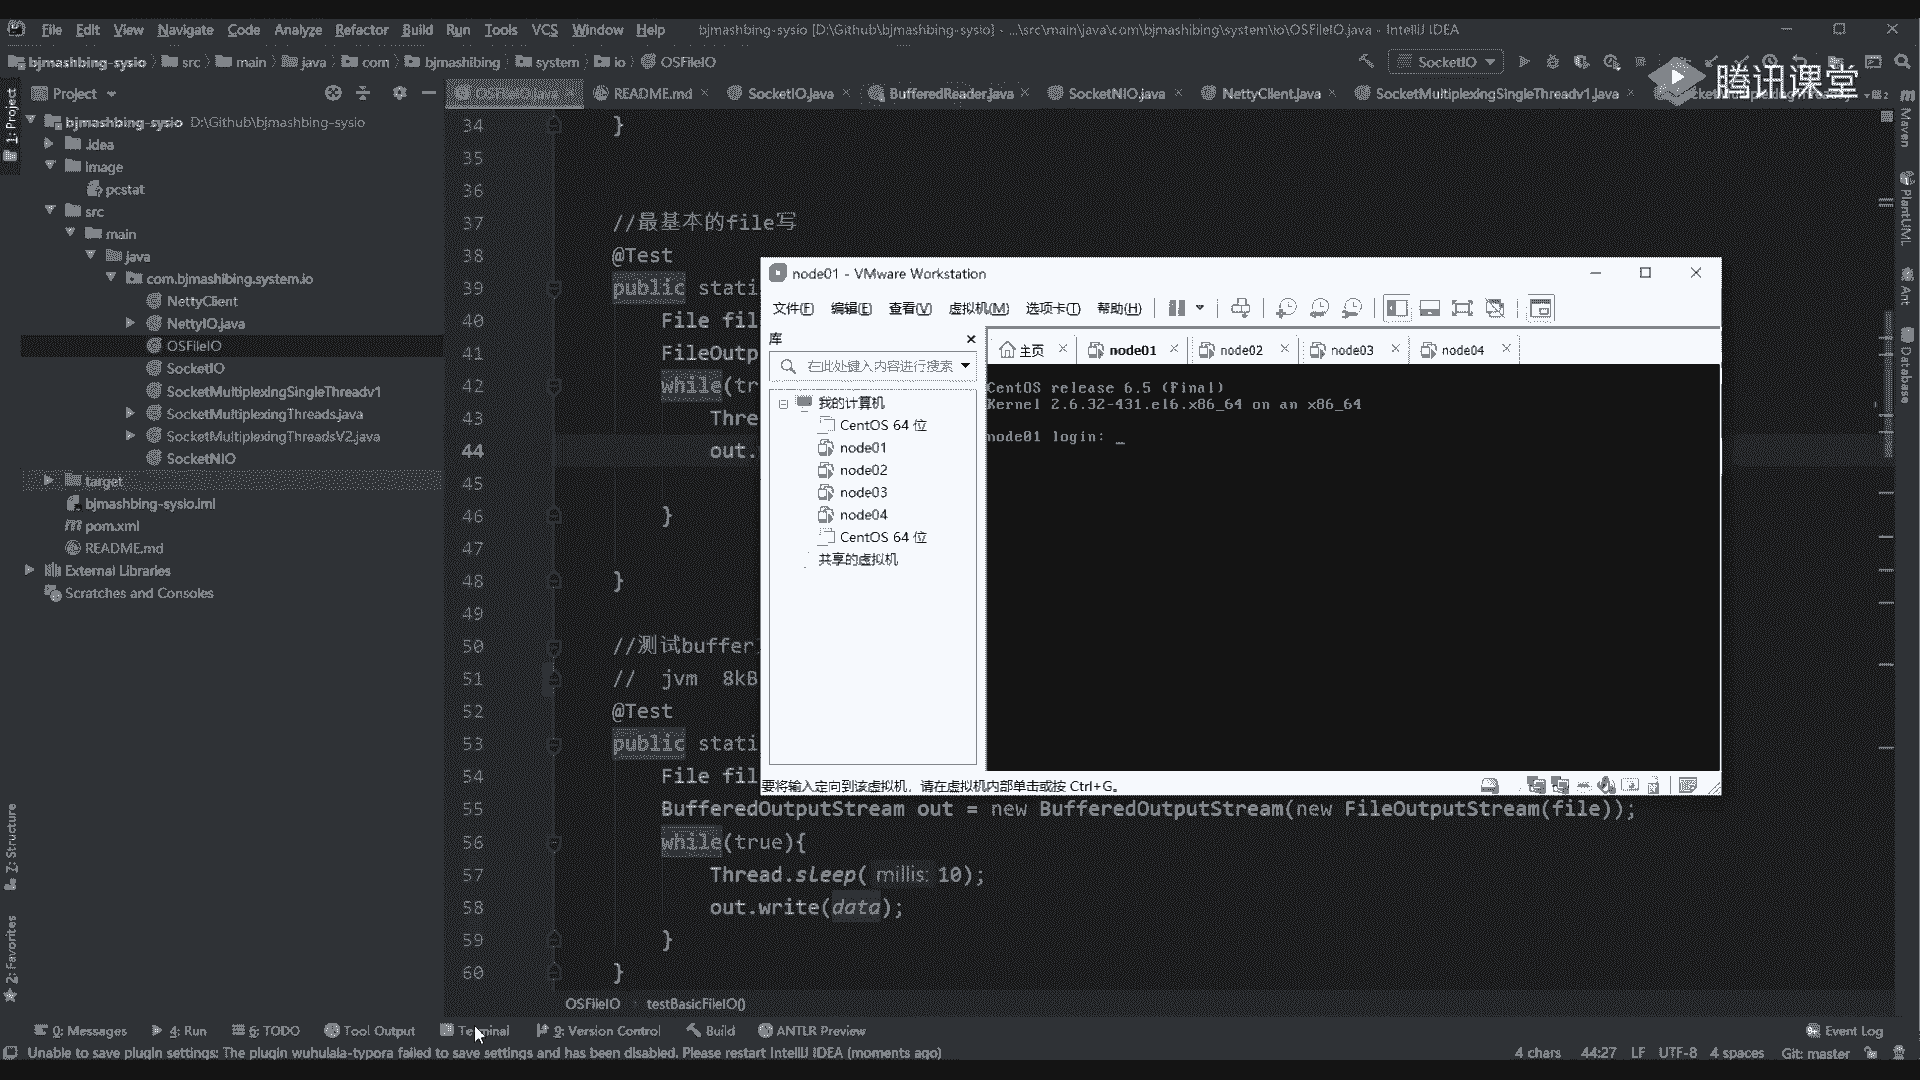 File Edit View Navigate Code Analyze Refactor Build Run Tools VCS Window Help bjmashbing-sysio [D:\Github\bjmashbing-sysio] - ...\src\main\java\com\bjmashibing\system\io\OSFileIO.java - IntelliJ IDEA
bjmashbing-sysio src main java com bjmashibing system io OSFileIO SocketIO
腾讯课堂
Project OSFileIO.java README.md SocketIO.java BufferedReader.java SocketNIO.java NettyClient.java SocketMultiplexingSingleThreadv1.java
1: Project
bjmashbing-sysio D:\Github\bjmashbing-sysio
.idea
image
pcstat
src
main
java
com.bjmashibing.system.io
NettyClient
NettyIO.java
OSFileIO
SocketIO
SocketMultiplexingSingleThreadv1
SocketMultiplexingThreads.java
SocketMultiplexingThreadsV2.java
SocketNIO
target
bjmashbing-sysio.iml
pom.xml
README.md
External Libraries
Scratches and Consoles
Z: Structure
2: Favorites
34 }
35
36
37 //最基本的file写
38 @Test
39 public stati
40 File fil
41 FileOutp
42 while(tr
43 Thre
44 out.
45
46 }
47
48 }
49
50 //测试buffer
51 // jvm 8kB
52 @Test
53 public stati
54 File fil
55 BufferedOutputStream out = new BufferedOutputStream(new FileOutputStream(file));
56 while(true){
57 Thread.sleep( millis: 10);
58 out.write(data);
59 }
60 }
OSFileIO testBasicFileIO()
node01 - VMware Workstation
文件(F) 编辑(E) 查看(V) 虚拟机(M) 选项卡(T) 帮助(H)
库
在此处键入内容进行搜索
我的计算机
CentOS 64 位
node01
node02
node03
node04
CentOS 64 位
共享的虚拟机
主页 node01 node02 node03 node04
CentOS release 6.5 (Final)
Kernel 2.6.32-431.el6.x86_64 on an x86_64
node01 login: _
要将输入定向到该虚拟机，请在虚拟机内部单击或按 Ctrl+G。
Maven
PlantUML
Ant
Database
0: Messages 4: Run 6: TODO Tool Output Terminal 9: Version Control Build ANTLR Preview Event Log
Unable to save plugin settings: The plugin wuhulala-typora failed to save settings and has been disabled. Please restart IntelliJ IDEA (moments ago) 4 chars 44:27 LF UTF-8 4 spaces Git: master